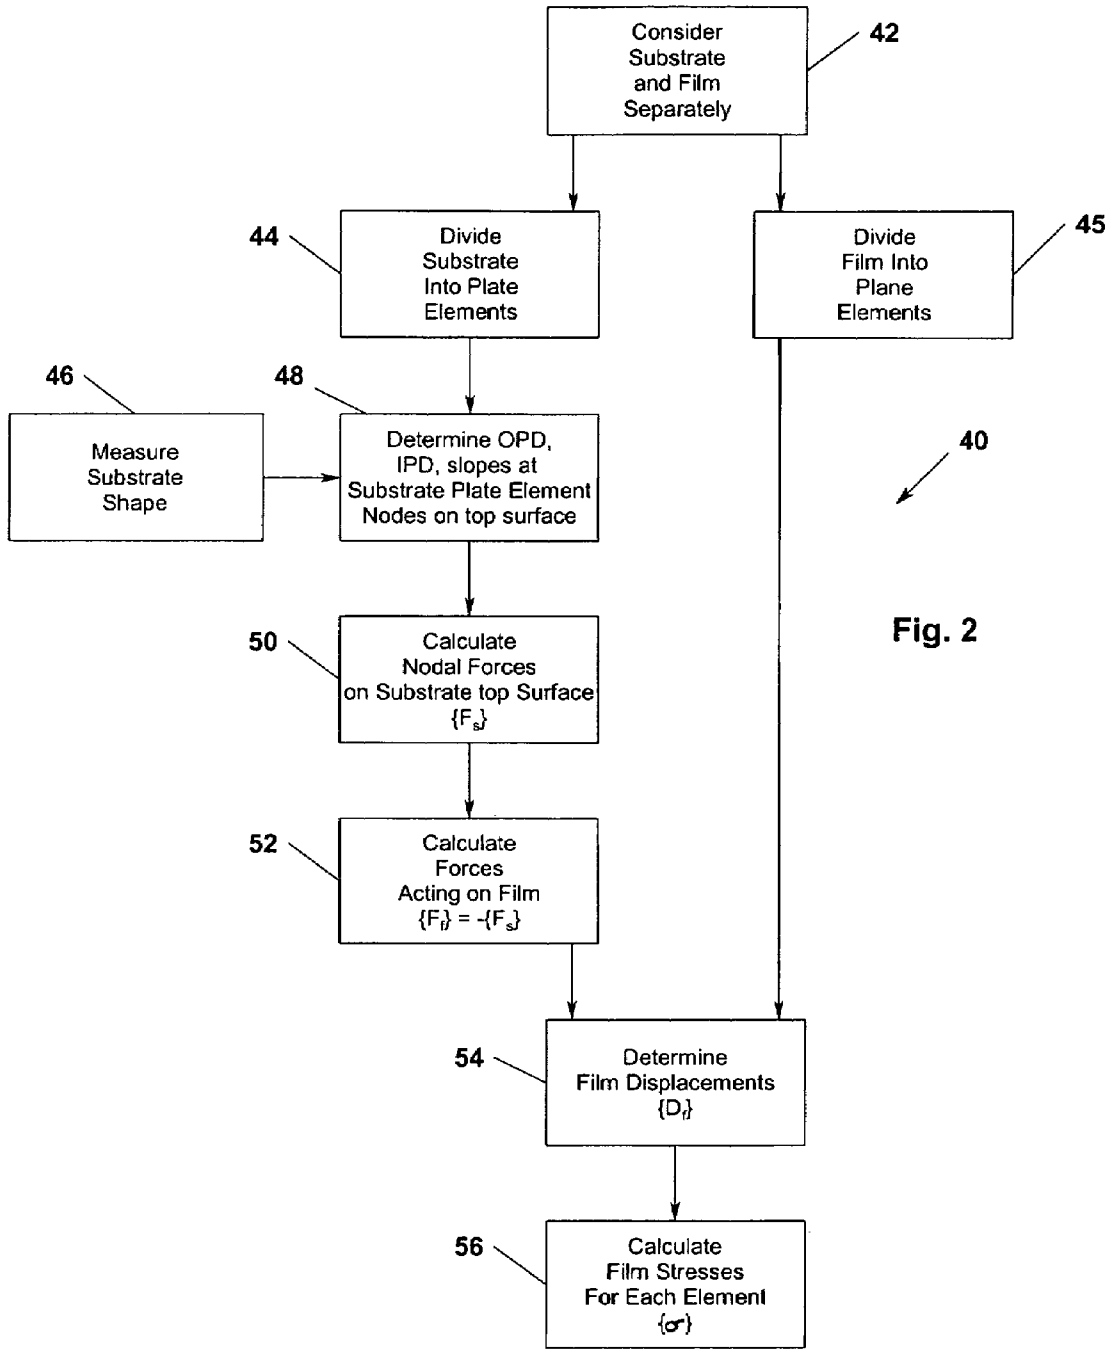 Consider
Substrate
and Film
Separately
42
44
Divide
Substrate
Into Plate
Elements
Divide
Film Into
Plane
Elements
45
46
Measure
Substrate
Shape
48
Determine OPD,
IPD, slopes at
Substrate Plate Element
Nodes on top surface
40
Fig. 2
50
Calculate
Nodal Forces
on Substrate top Surface
{Fs}
52
Calculate
Forces
Acting on Film
{Ff} = -{Fs}
54
Determine
Film Displacements
{Df}
56
Calculate
Film Stresses
For Each Element
{σ}